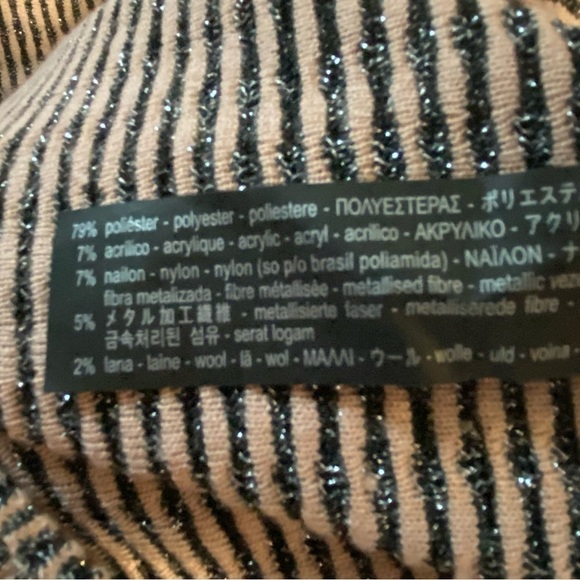 79% poliéster - polyester - poliestere - ΠΟΛΥΕΣΤΕΡΑΣ - ポリエステ
7% acrílico - acrylique - acrylic - acryl - acrilico - ΑΚΡΥΛΙΚΟ - アクリ
7% nailon - nylon - nylon (so p/o brasil poliamida) - ΝΑΪΛΟΝ - ナ
fibra metalizada - fibre métallisée - metallised fibre - metallic
5% メタル加工繊維 - metallisierte faser - metalliserede fibre -
금속처리된 섬유 - serat logam
2% lana - laine - wool - lã - wol - ΜΑΛΛΙ - ウール - wolle - uld - voina